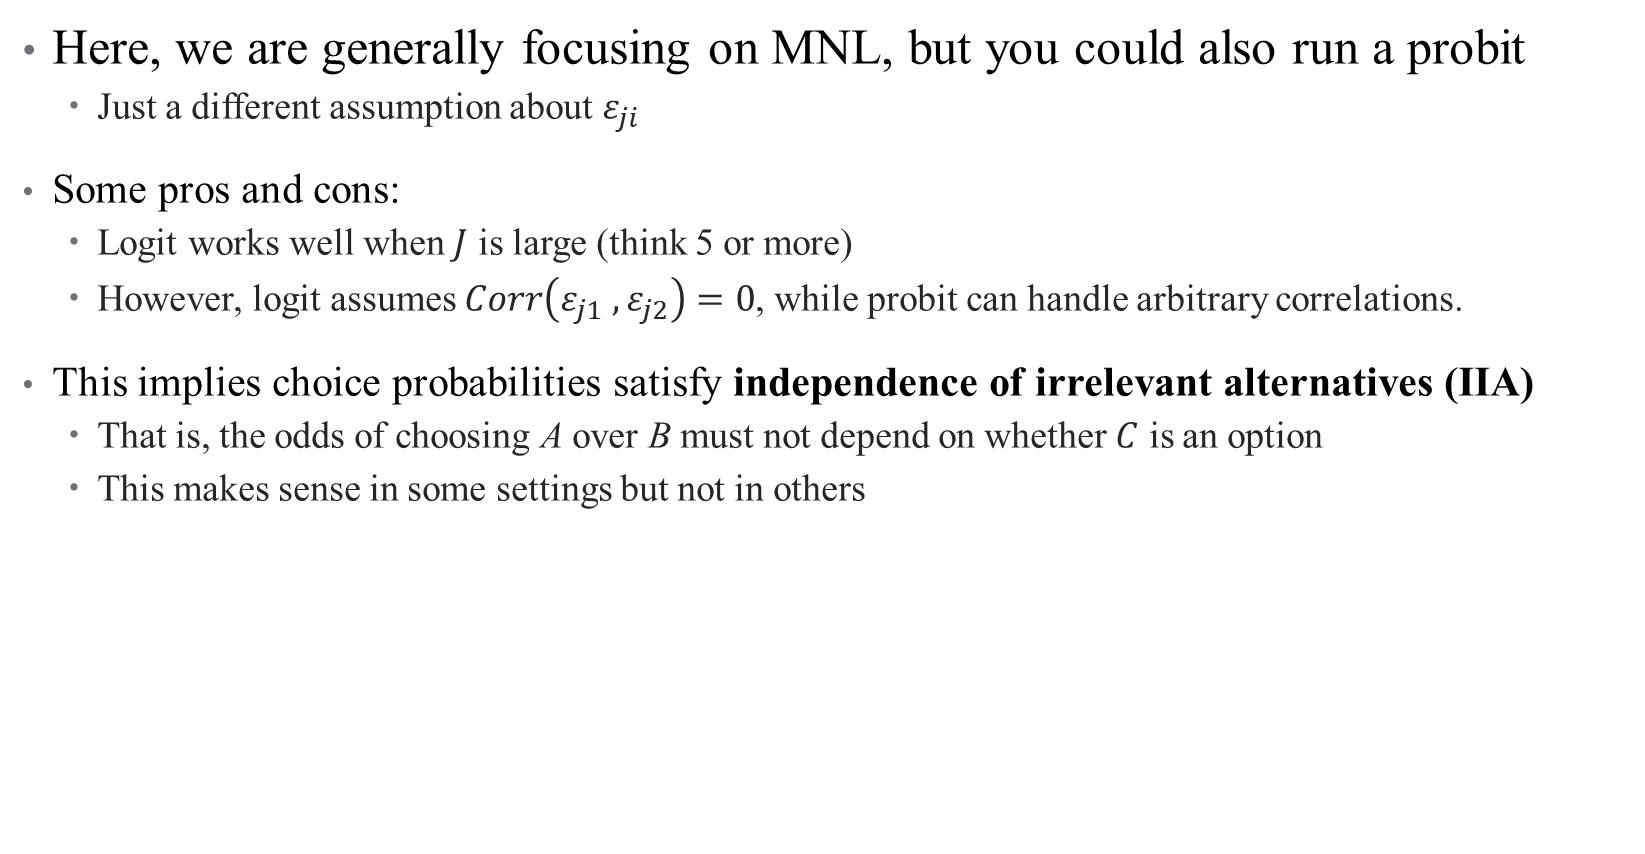 • Here, we are generally focusing on MNL, but you could also run a probit
• Just a different assumption about εⱼᵢ
• Some pros and cons:
• Logit works well when J is large (think 5 or more)
• However, logit assumes Corr(εⱼ₁ , εⱼ₂) = 0, while probit can handle arbitrary correlations.
• This implies choice probabilities satisfy independence of irrelevant alternatives (IIA)
• That is, the odds of choosing A over B must not depend on whether C is an option
• This makes sense in some settings but not in others